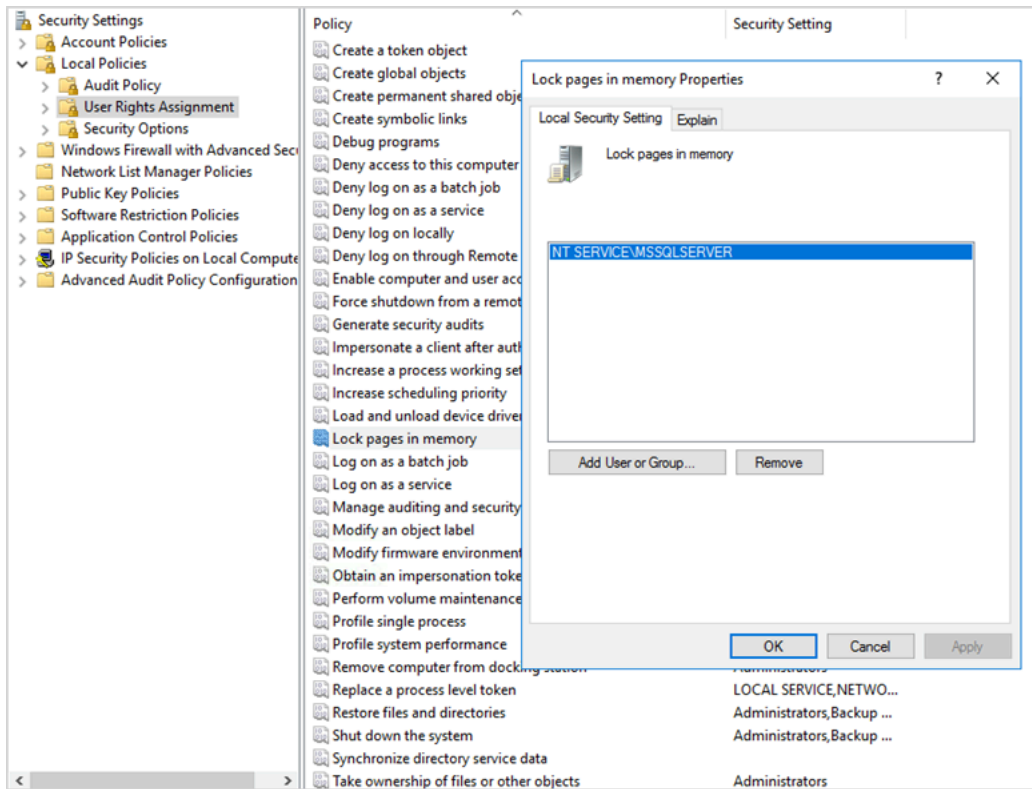 Security Settings
Account Policies
Local Policies
Audit Policy
User Rights Assignment
Security Options
Windows Firewall with Advanced Secu
Network List Manager Policies
Public Key Policies
Software Restriction Policies
Application Control Policies
IP Security Policies on Local Compute
Advanced Audit Policy Configuration
Policy
Security Setting
Create a token object
Create global objects
Create permanent shared obje
Create symbolic links
Debug programs
Deny access to this computer
Deny log on as a batch job
Deny log on as a service
Deny log on locally
Deny log on through Remote
Enable computer and user acc
Force shutdown from a remot
Generate security audits
Impersonate a client after auth
Increase a process working set
Increase scheduling priority
Load and unload device driver
Lock pages in memory
Log on as a batch job
Log on as a service
Manage auditing and security
Modify an object label
Modify firmware environment
Obtain an impersonation toke
Perform volume maintenance
Profile single process
Profile system performance
Remove computer from docking station Administrators
Replace a process level token LOCAL SERVICE,NETWO...
Restore files and directories Administrators,Backup ...
Shut down the system Administrators,Backup ...
Synchronize directory service data
Take ownership of files or other objects Administrators
Lock pages in memory Properties
?
Local Security Setting Explain
Lock pages in memory
NT SERVICE\MSSQLSERVER
Add User or Group... Remove
OK Cancel Apply